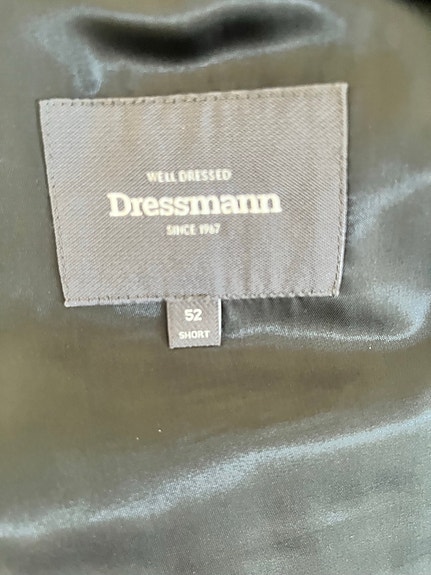 WELL DRESSED
Dressmann
SINCE 1967
52
SHORT